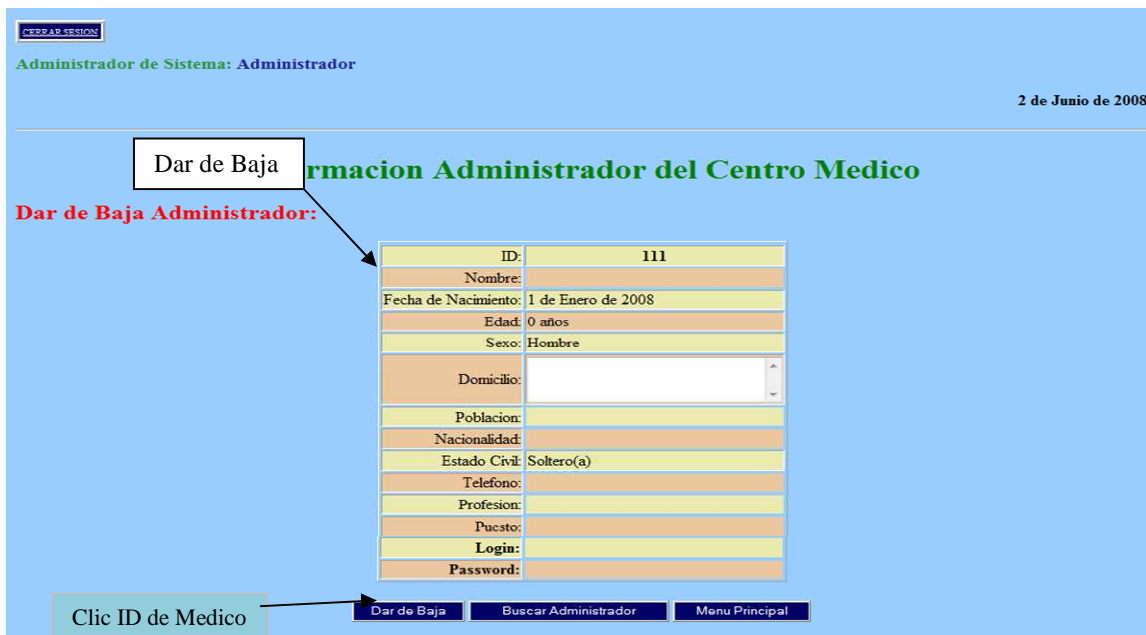 CERRAR SESION
Administrador de Sistema: Administrador
2 de Junio de 2008
Dar de Baja
rmacion Administrador del Centro Medico
Dar de Baja Administrador:
ID: 111
Nombre:
Fecha de Nacimiento: 1 de Enero de 2008
Edad: 0 años
Sexo: Hombre
Domicilio:
Poblacion:
Nacionalidad:
Estado Civil: Soltero(a)
Telefono:
Profesion:
Puesto:
Login:
Password:
Dar de Baja Buscar Administrador Menu Principal
Clic ID de Medico